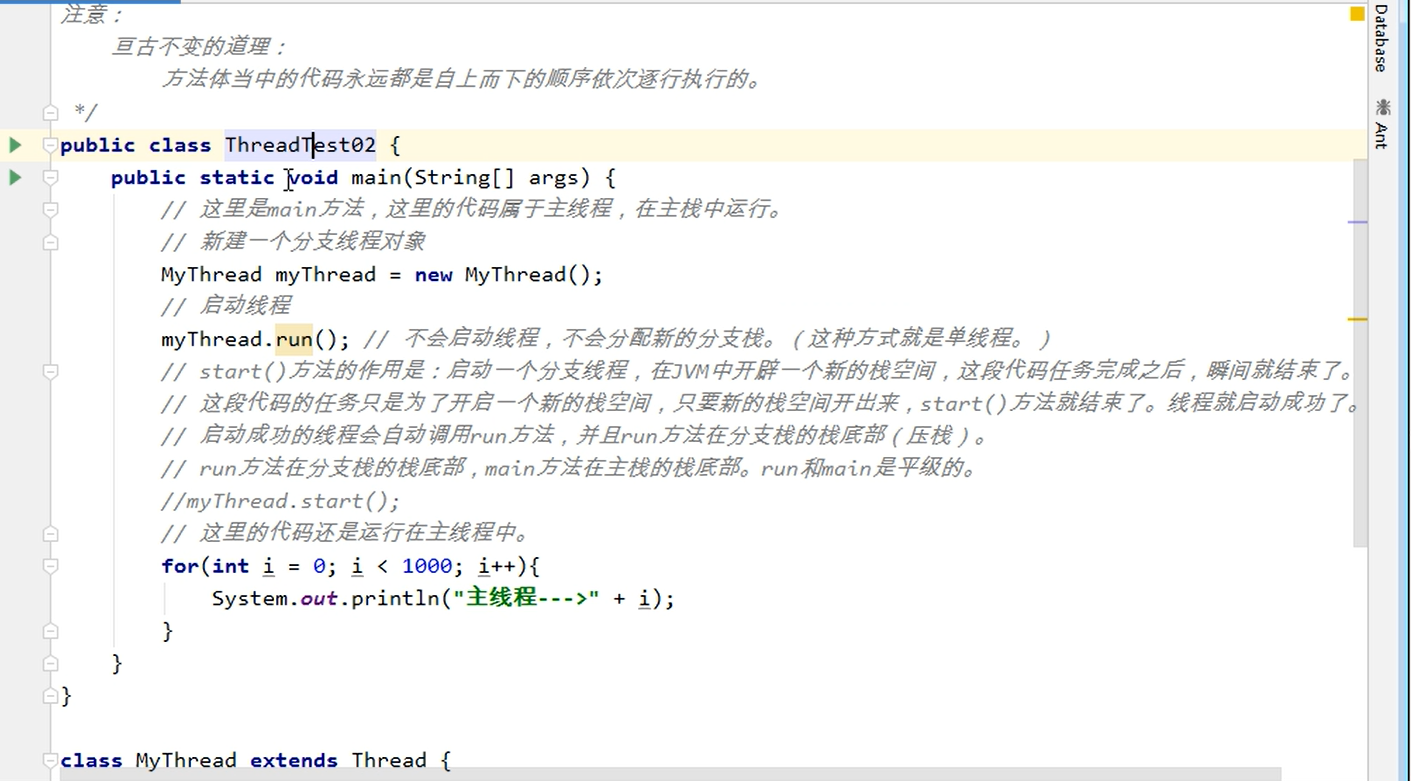 注意：
亘古不变的道理：
方法体当中的代码永远都是自上而下的顺序依次逐行执行的。
*/
public class ThreadTest02 {
public static void main(String[] args) {
// 这里是main方法，这里的代码属于主线程，在主栈中运行。
// 新建一个分支线程对象
MyThread myThread = new MyThread();
// 启动线程
myThread.run(); // 不会启动线程，不会分配新的分支栈。（这种方式就是单线程。）
// start()方法的作用是：启动一个分支线程，在JVM中开辟一个新的栈空间，这段代码任务完成之后，瞬间就结束了。
// 这段代码的任务只是为了开启一个新的栈空间，只要新的栈空间开出来，start()方法就结束了。线程就启动成功了。
// 启动成功的线程会自动调用run方法，并且run方法在分支栈的栈底部（压栈）。
// run方法在分支栈的栈底部，main方法在主栈的栈底部。run和main是平级的。
//myThread.start();
// 这里的代码还是运行在主线程中。
for(int i = 0; i < 1000; i++){
System.out.println("主线程--->" + i);
}
}
}
class MyThread extends Thread {
Database
Ant